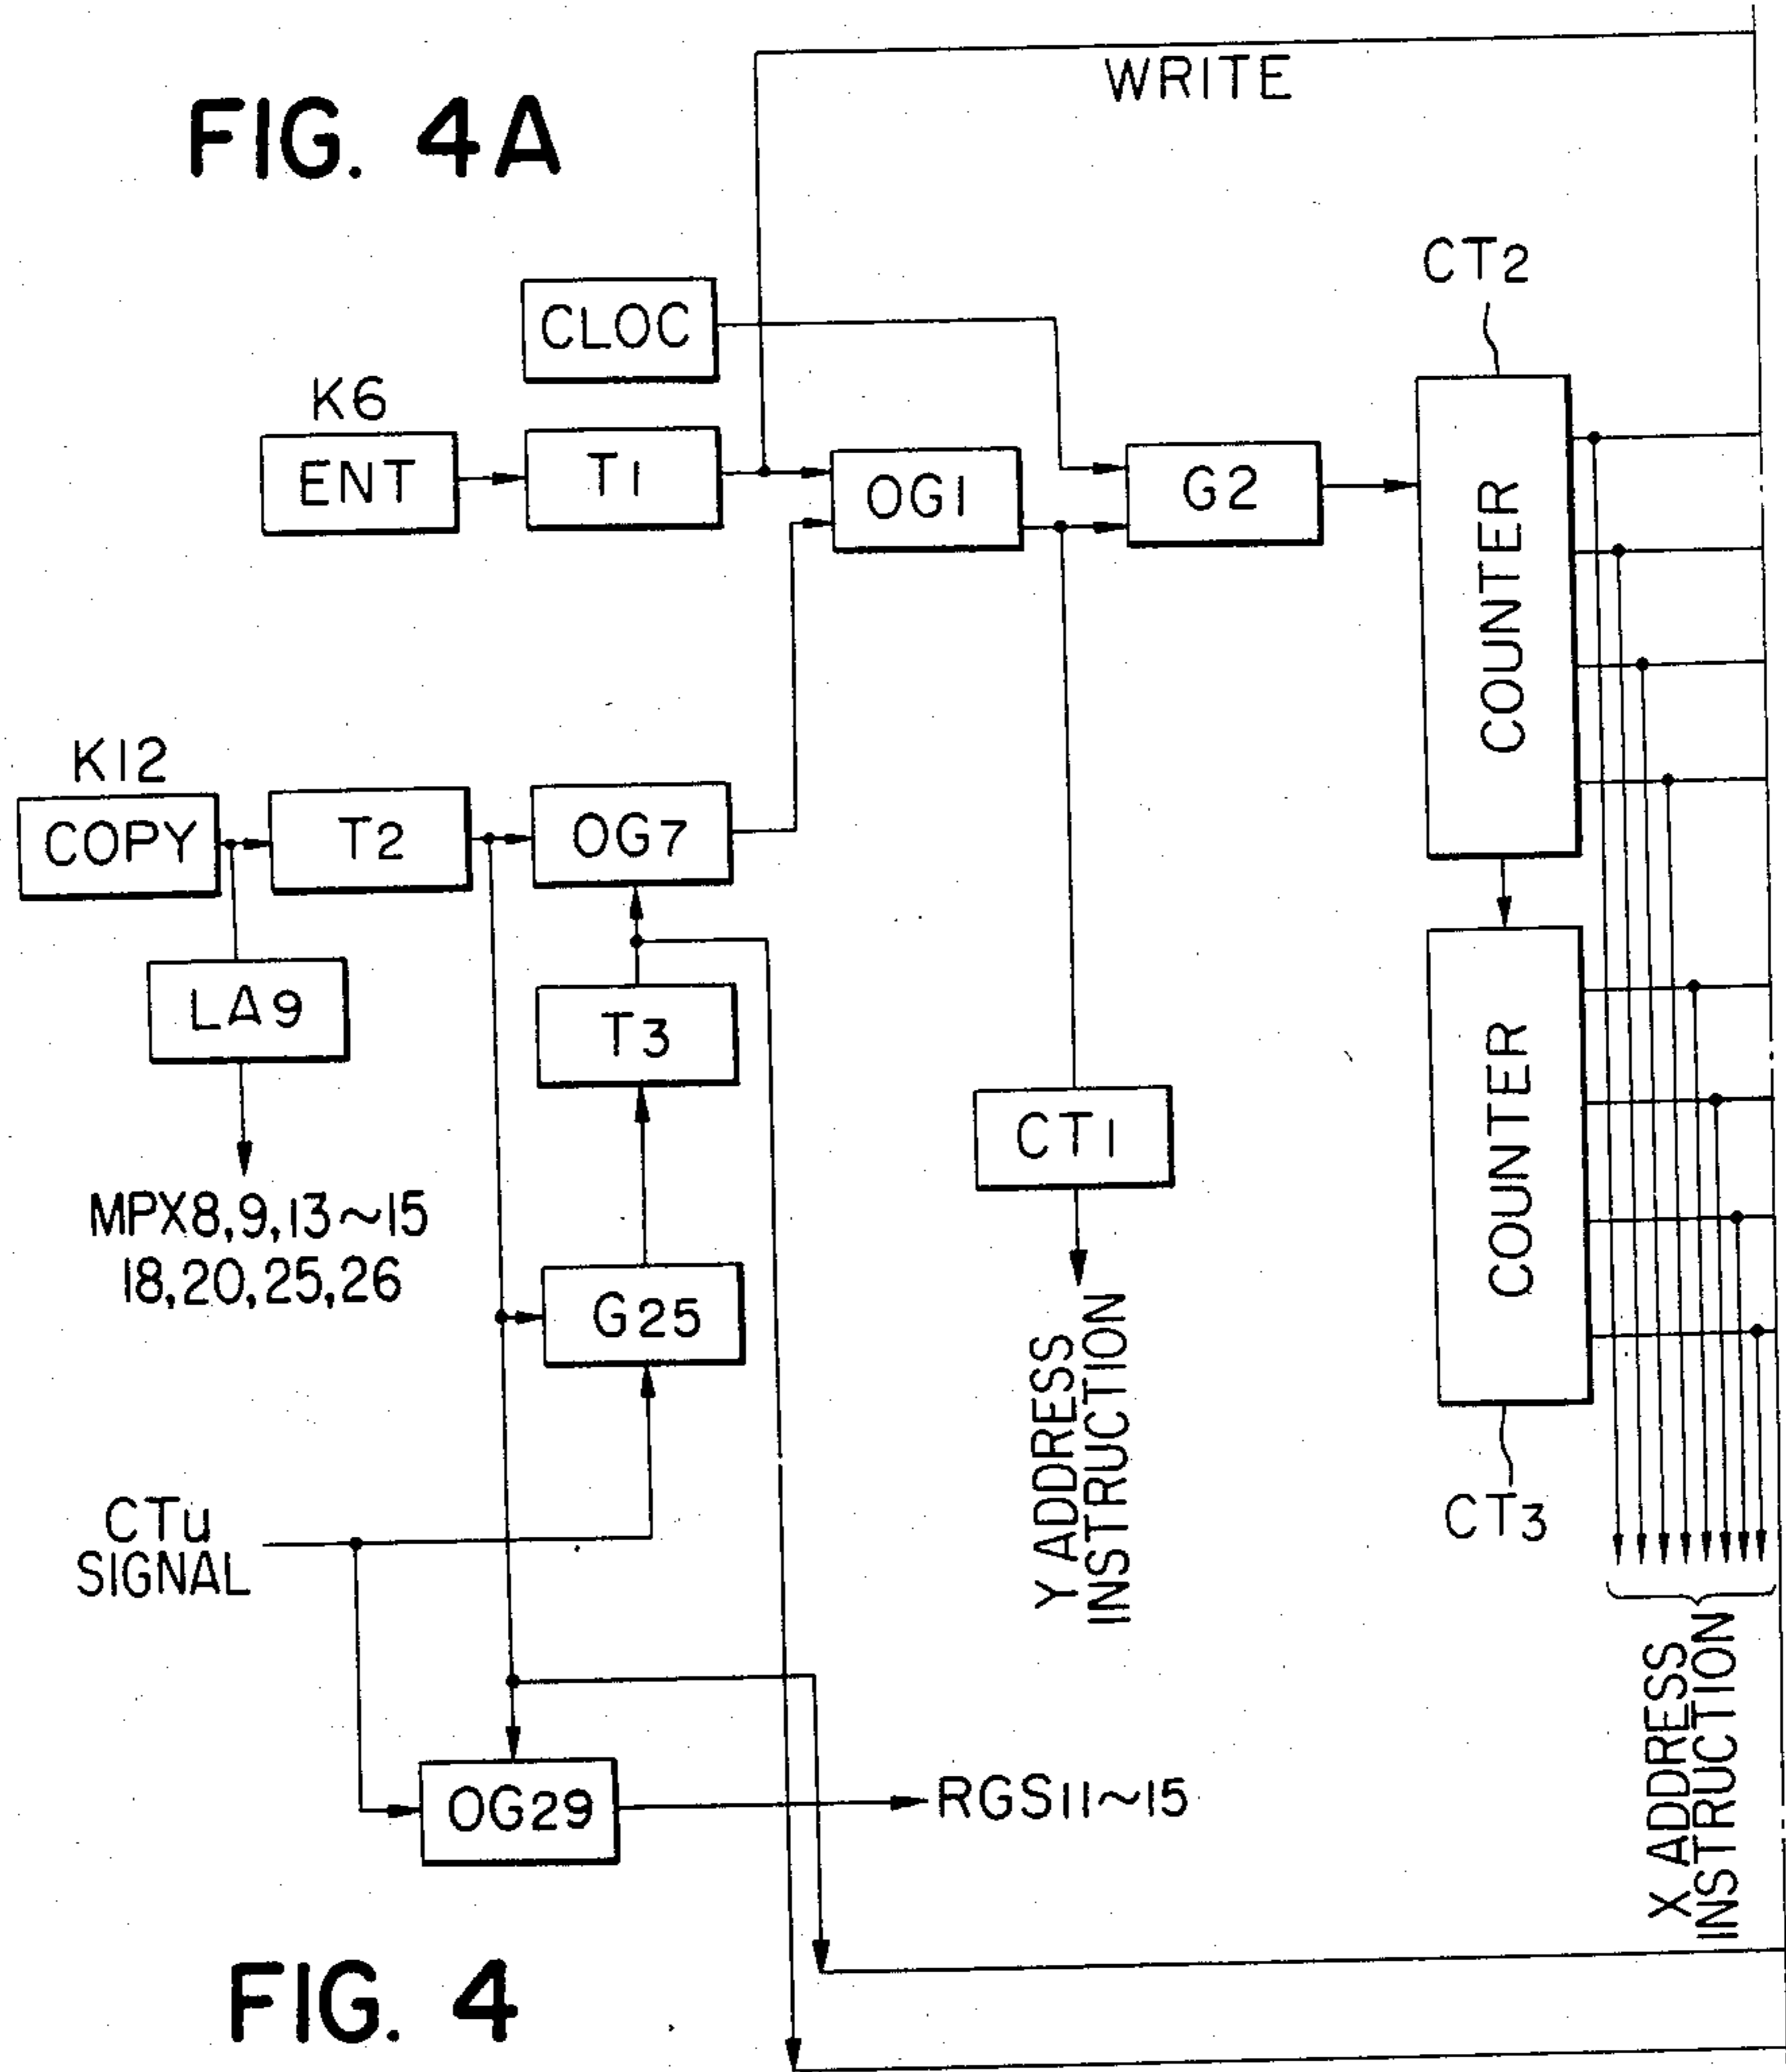 FIG. 4A
WRITE
CT2
CLOC
K6
ENT
T1
OG1
G2
COUNTER
K12
COPY
T2
OG7
LA9
T3
CT1
COUNTER
MPX8,9,13~15
18,20,25,26
G25
Y ADDRESS
INSTRUCTION
CTu
SIGNAL
CT3
X ADDRESS
INSTRUCTION
OG29
RGS11~15
FIG. 4